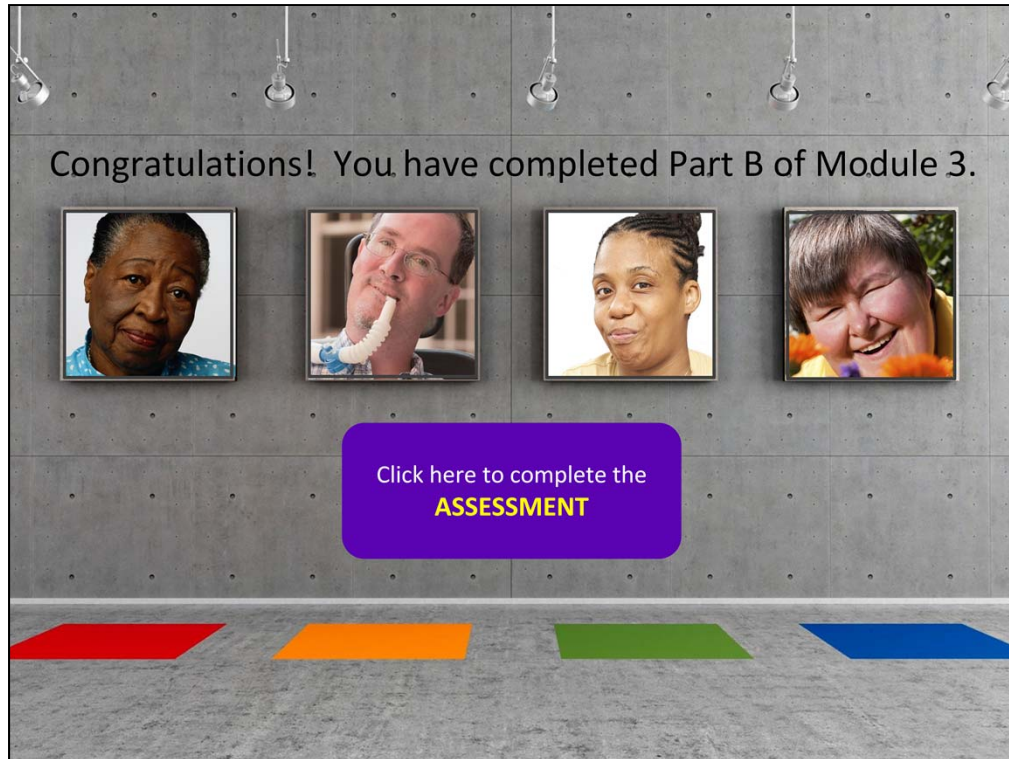 Congratulations!  You have completed Part B of Module 3.
Click here to complete the
ASSESSMENT